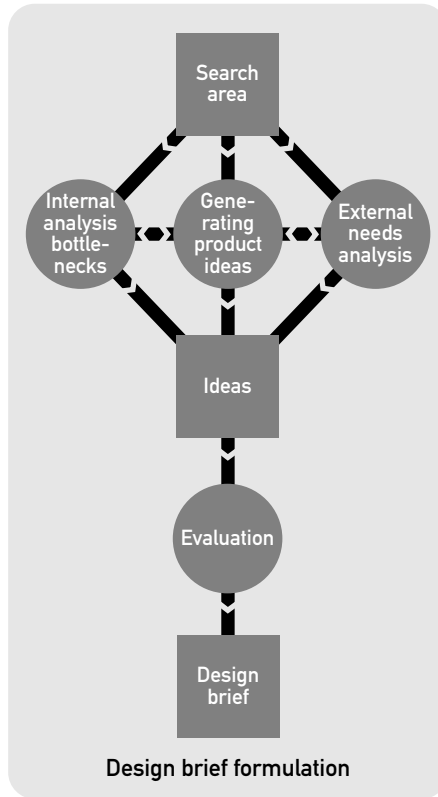 Search
area
Internal
analysis
bottle-
necks
Gene-
rating
product
ideas
External
needs
analysis
Ideas
Evaluation
Design
brief
Design brief formulation